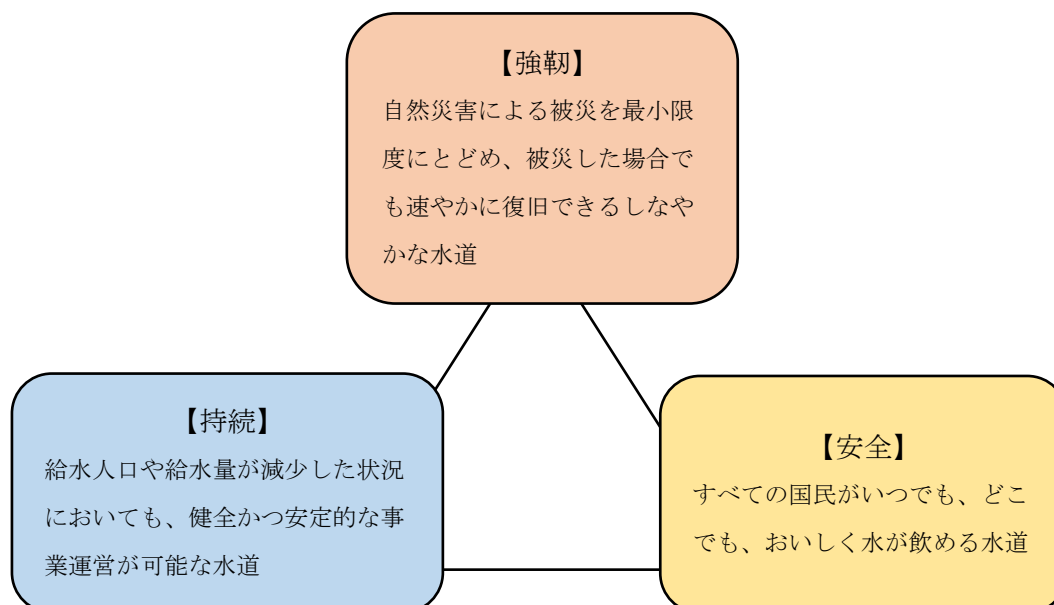 【強靱】
自然災害による被災を最小限
度にとどめ、被災した場合で
も速やかに復旧できるしなや
かな水道
【持続】
給水人口や給水量が減少した状況
においても、健全かつ安定的な事
業運営が可能な水道
【安全】
すべての国民がいつでも、どこ
でも、おいしく水が飲める水道